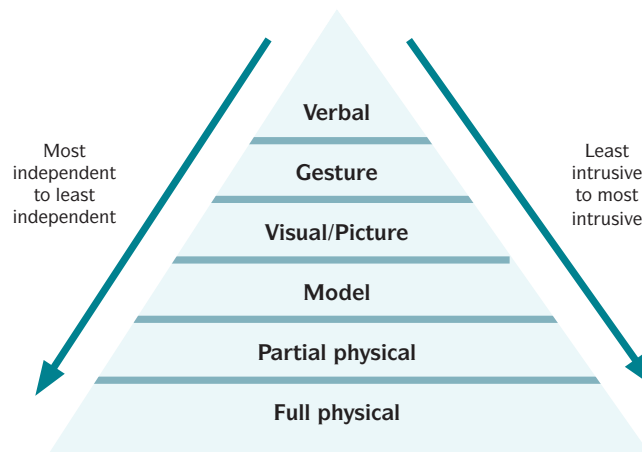 Verbal
Gesture
Visual/Picture
Model
Partial physical
Full physical
Most
independent
to least
independent
Least
intrusive
to most
intrusive